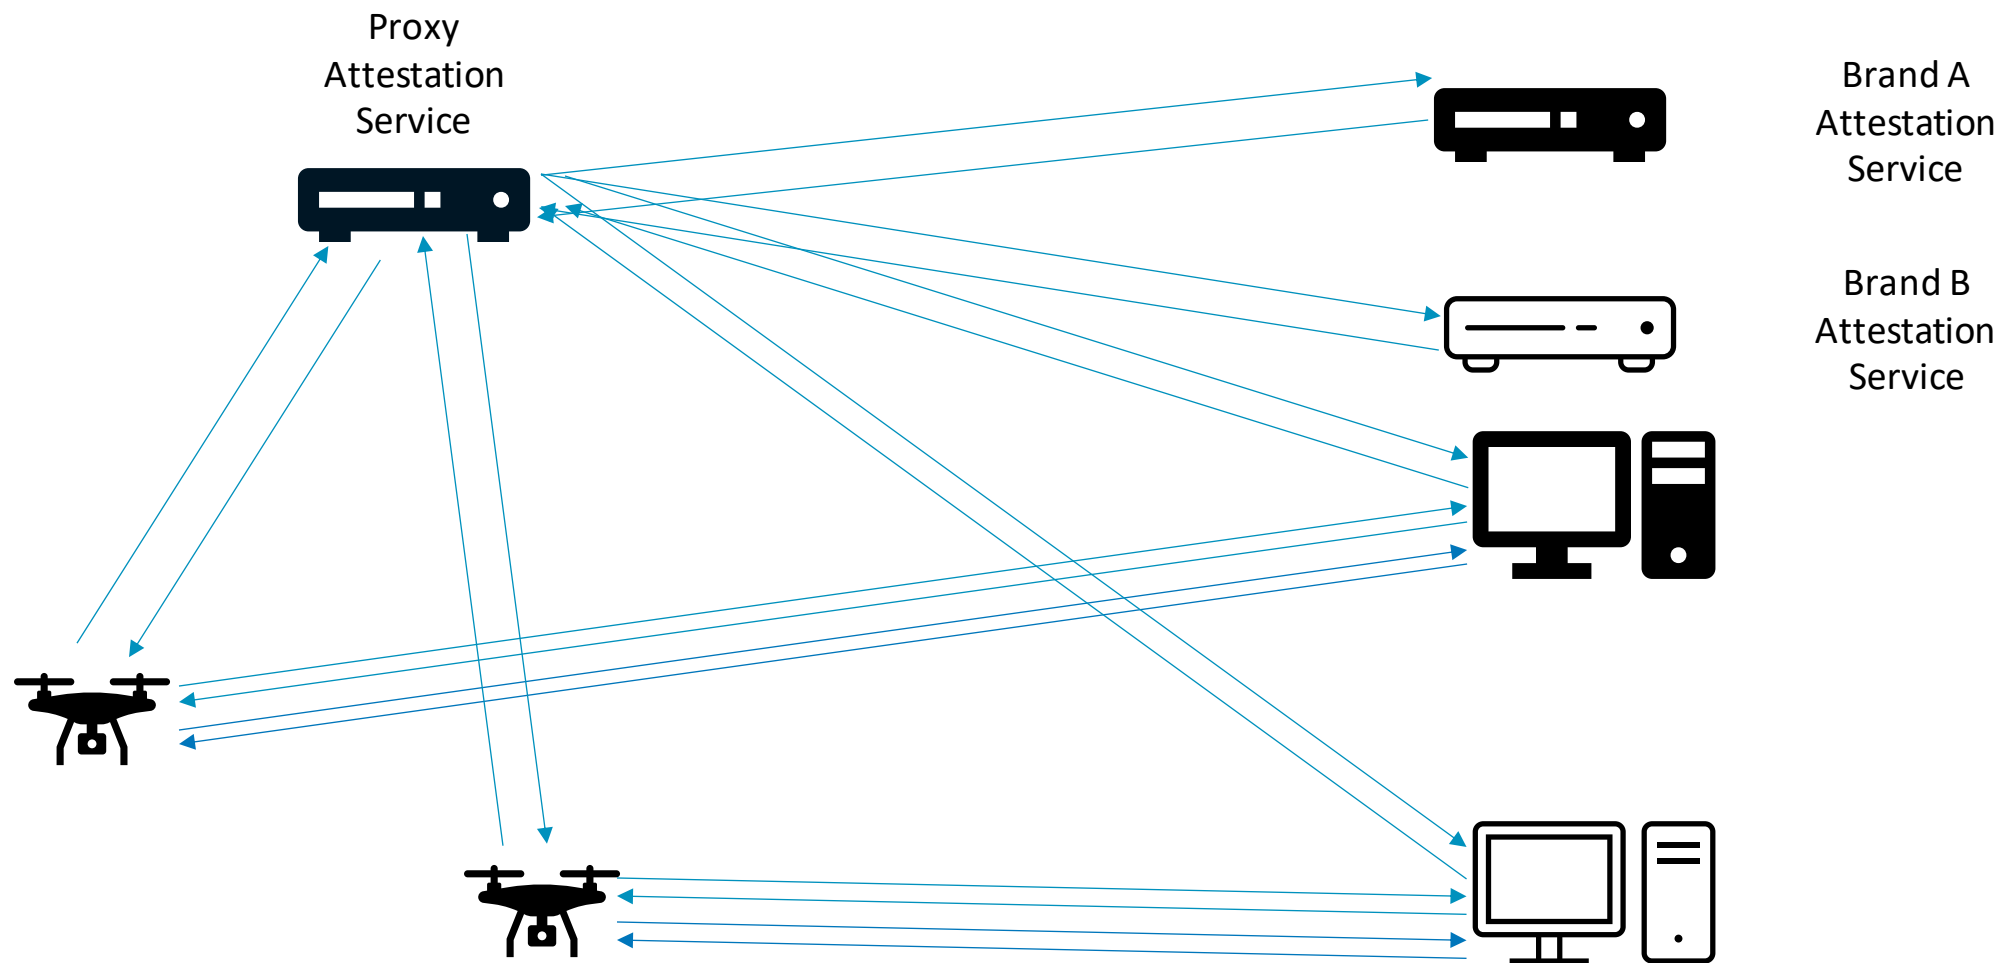 Proxy
Attestation
Service
Brand A
Attestation
Service
Brand B
Attestation
Service